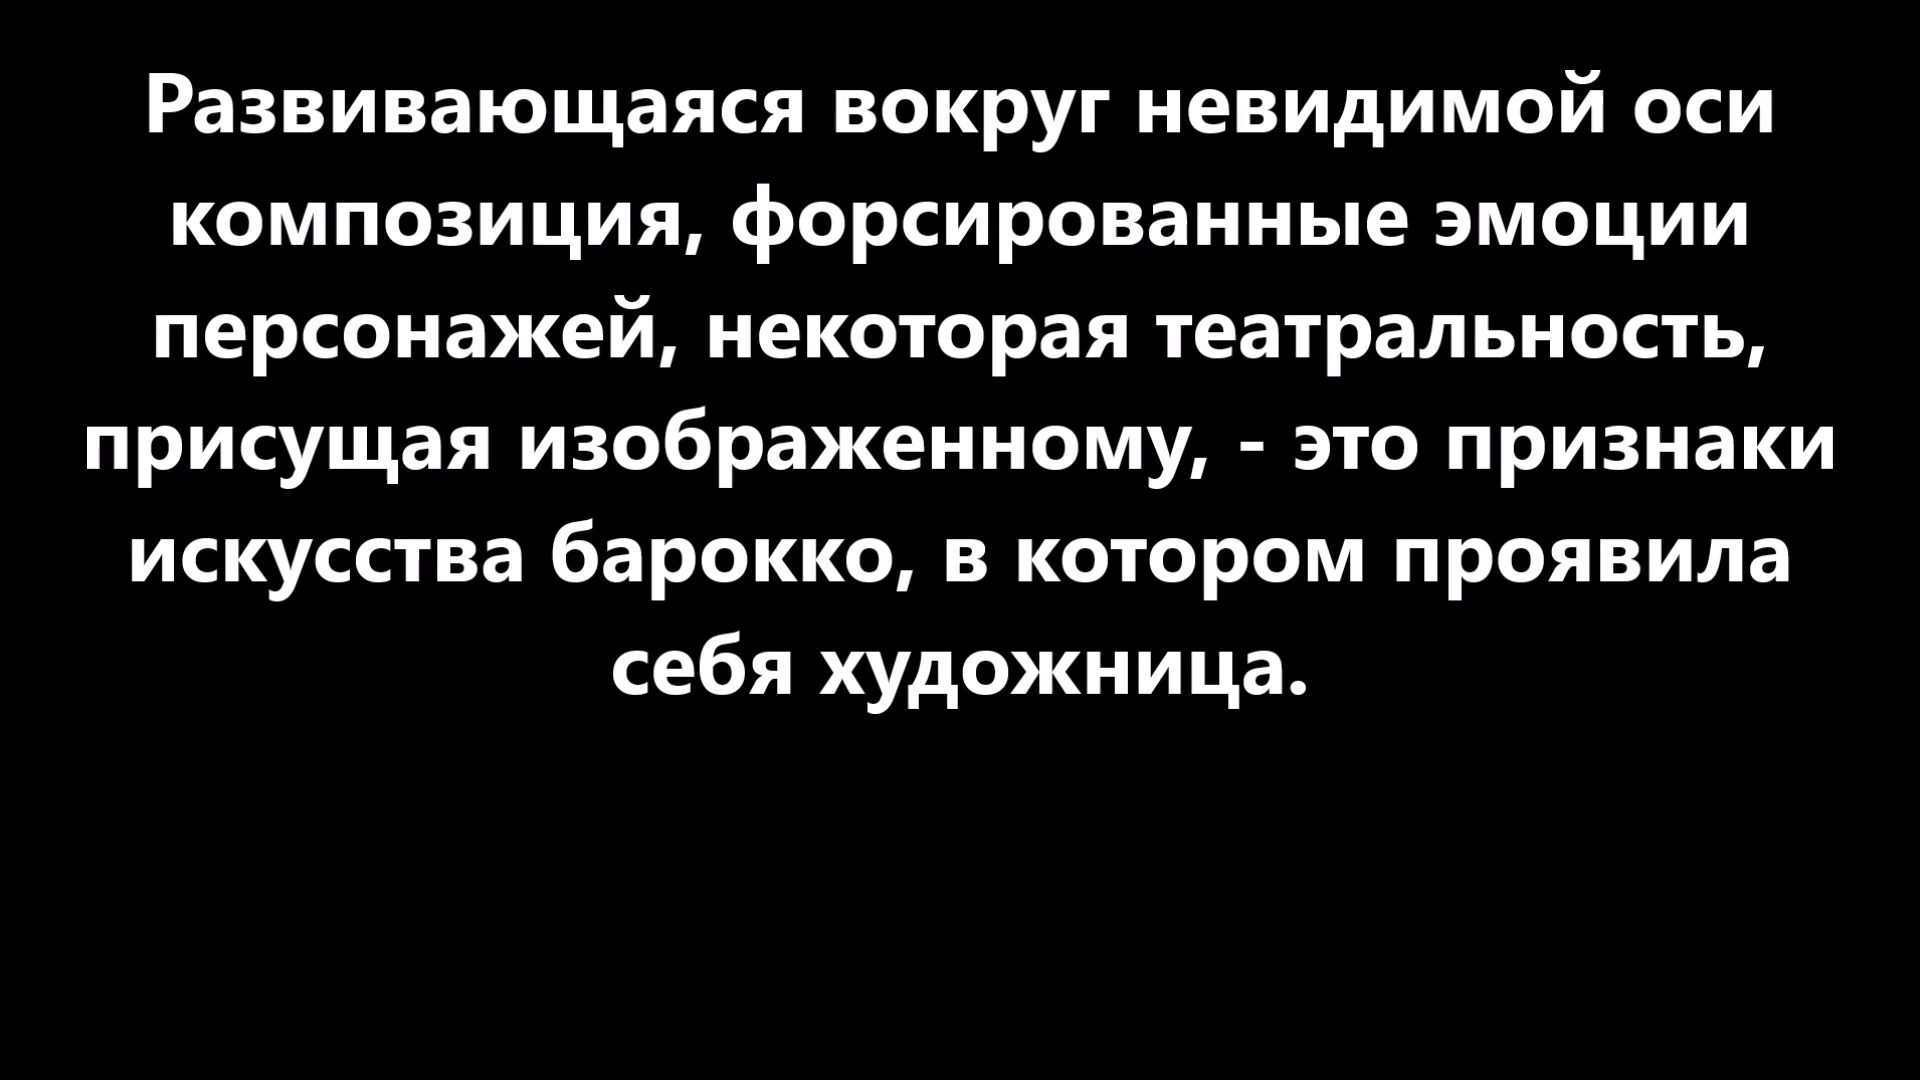 Развивающаяся вокруг невидимой оси
композиция, форсированные эмоции
персонажей, некоторая театральность,
присущая изображенному, - это признаки
искусства барокко, в котором проявила
себя художница.